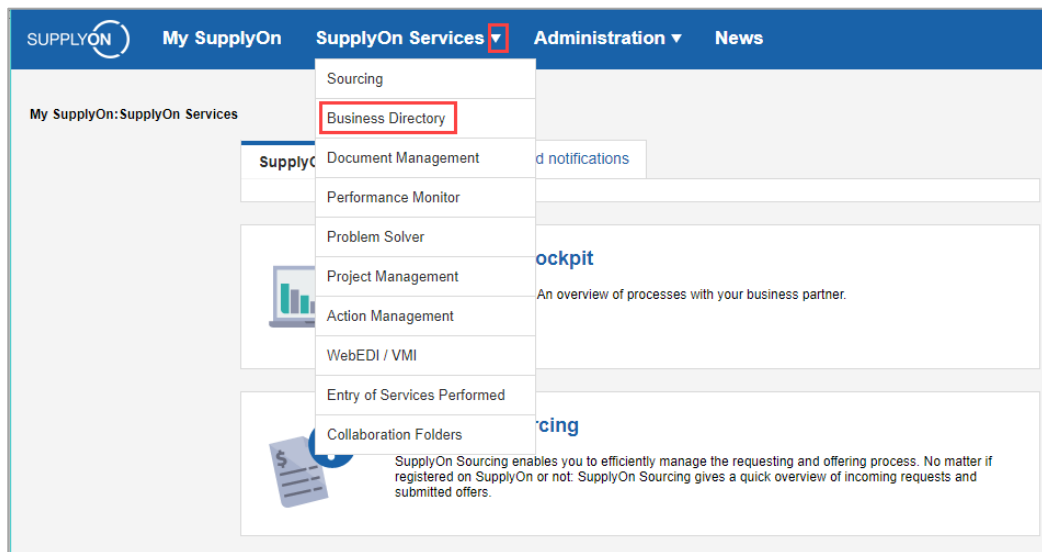 SUPPLYON My SupplyOn SupplyOn Services ▼ Administration ▼ News
Sourcing
My SupplyOn:SupplyOn Services
Business Directory
Document Management
d notifications
Performance Monitor
Problem Solver
ockpit
Project Management
An overview of processes with your business partner.
Action Management
WebEDI / VMI
Entry of Services Performed
rcing
Collaboration Folders
SupplyOn Sourcing enables you to efficiently manage the requesting and offering process. No matter if
registered on SupplyOn or not: SupplyOn Sourcing gives a quick overview of incoming requests and
submitted offers.